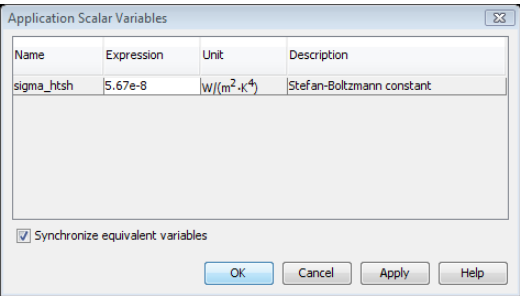 Application Scalar Variables
Name Expression Unit Description
sigma_htsh 5.67e-8 W/(m²·K⁴) Stefan-Boltzmann constant
Synchronize equivalent variables
OK Cancel Apply Help